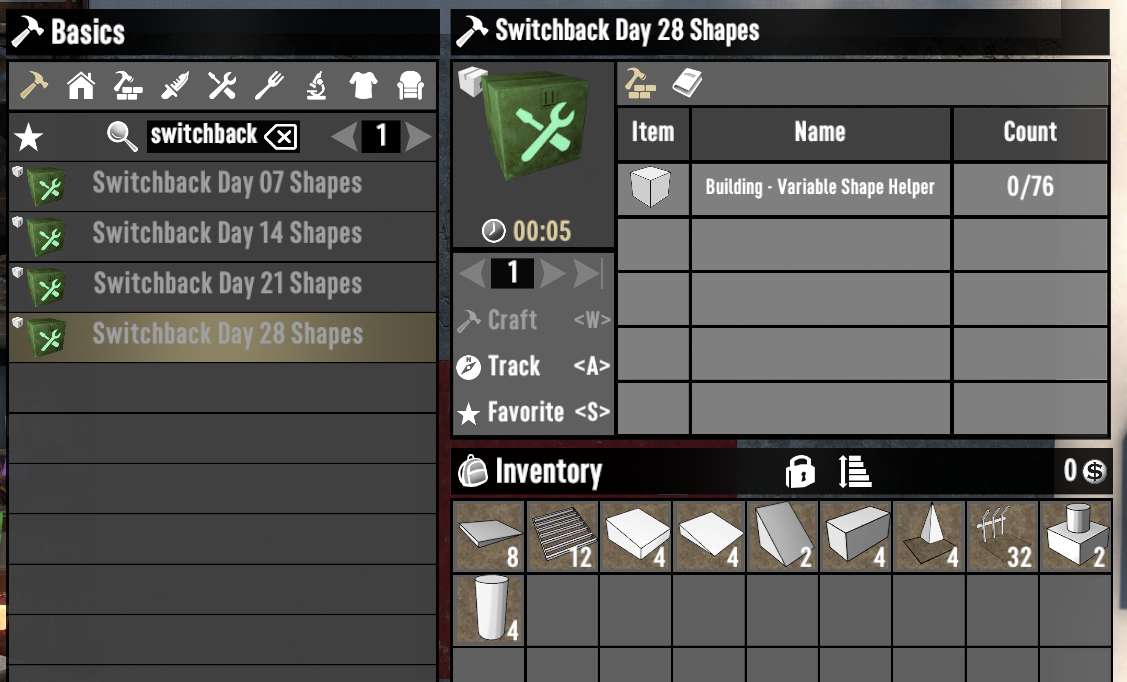 Basics
switchback
1
Switchback Day 07 Shapes
Switchback Day 14 Shapes
Switchback Day 21 Shapes
Switchback Day 28 Shapes
Switchback Day 28 Shapes
00:05
1
Craft <W>
Track <A>
Favorite <S>
Item Name Count
Building - Variable Shape Helper 0/76
Inventory
0
8 12 4 4 2 4 4 32 2
4